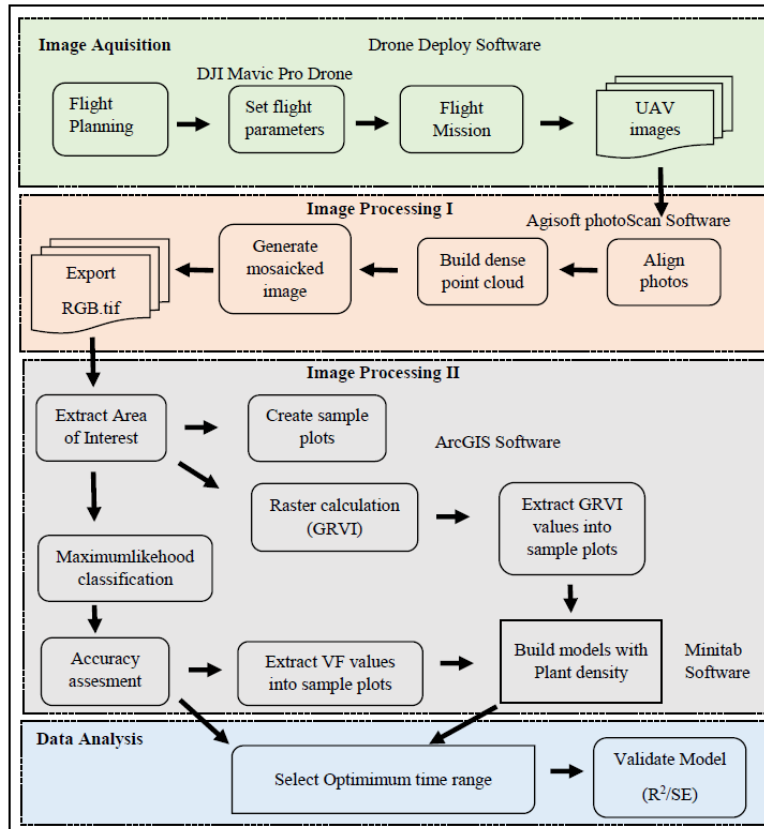 Image Aquisition
Drone Deploy Software
DJI Mavic Pro Drone
Flight
Planning
Set flight
parameters
Flight
Mission
UAV
images
Image Processing I
Agisoft photoScan Software
Export
RGB.tif
Generate
mosaicked
image
Build dense
point cloud
Align
photos
Image Processing II
Extract Area
of Interest
Create sample
plots
ArcGIS Software
Raster calculation
(GRVI)
Extract GRVI
values into
sample plots
Maximumlikehood
classification
Accuracy
assesment
Extract VF values
into sample plots
Build models with
Plant density
Minitab
Software
Data Analysis
Select Optimimum time range
Validate Model
(R²/SE)